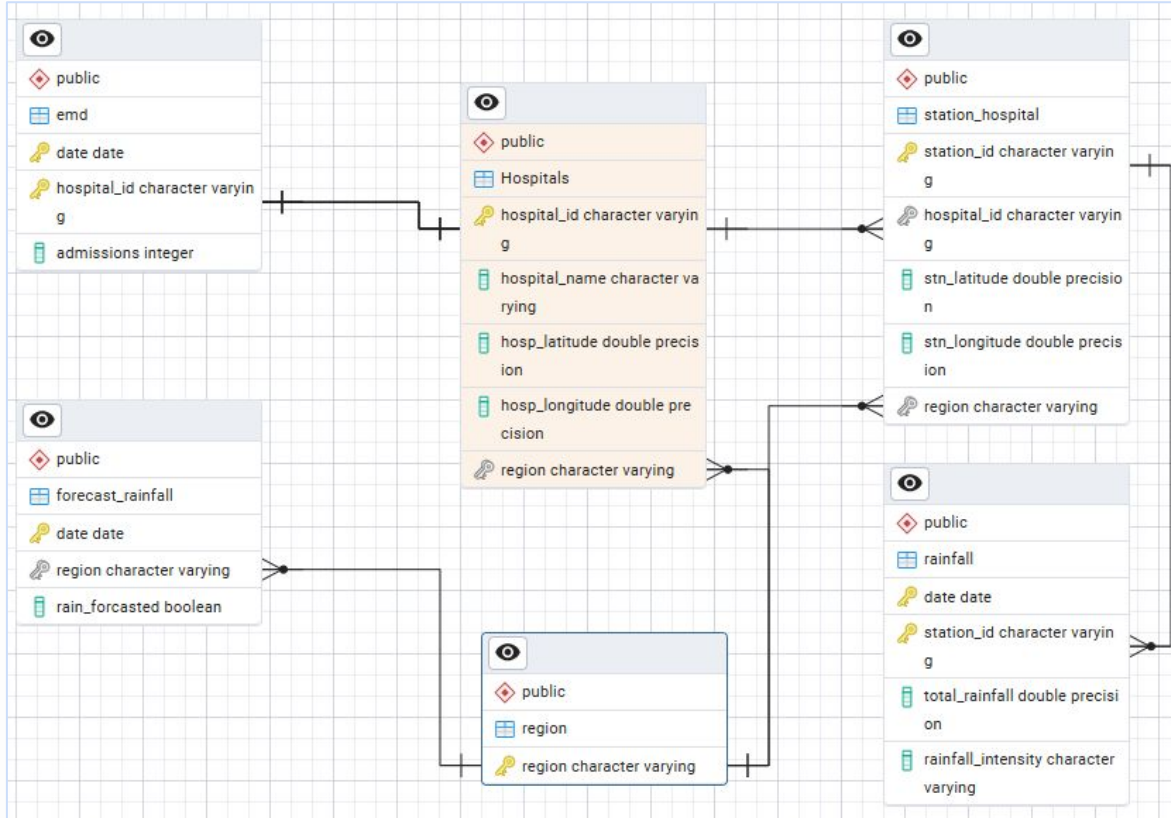 public
emd
date date
hospital_id character varyin
g
admissions integer
public
Hospitals
hospital_id character varyin
g
hospital_name character va
rying
hosp_latitude double precis
ion
hosp_longitude double pre
cision
region character varying
public
station_hospital
station_id character varyin
g
hospital_id character varyin
g
stn_latitude double precisio
n
stn_longitude double precis
ion
region character varying
public
forecast_rainfall
date date
region character varying
rain_forcasted boolean
public
region
region character varying
public
rainfall
date date
station_id character varyin
g
total_rainfall double precisi
on
rainfall_intensity character
varying